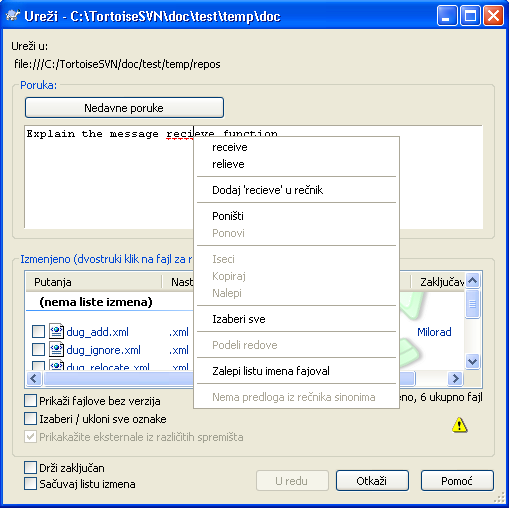 Ureži - C:\TortoiseSVN\doc\test\temp\doc
Ureži u:
file:///C:/TortoiseSVN/doc/test/temp/repos
Poruka:
Nedavne poruke
Explain the message recieve function
receive
relieve
Dodaj 'recieve' u rečnik
Poništi
Ponovi
Iseci
Kopiraj
Nalepi
Izaberi sve
Podeli redove
Zalepi listu imena fajoval
Nema predloga iz rečnika sinonima
Izmenjeno (dvostruki klik na fajl za r
Putanja Nast Zaključav
(nema liste izmena)
dug_add.xml .xml Milorad
dug_ignore.xml .xml
dug_relocate.xml .xml
eno, 6 ukupno fajl
Prikaži fajlove bez verzija
Izaberi / ukloni sve oznake
Prikakažite eksternale iz različitih spremišta
Drži zaključan
Sačuvaj listu izmena
U redu Otkaži Pomoć